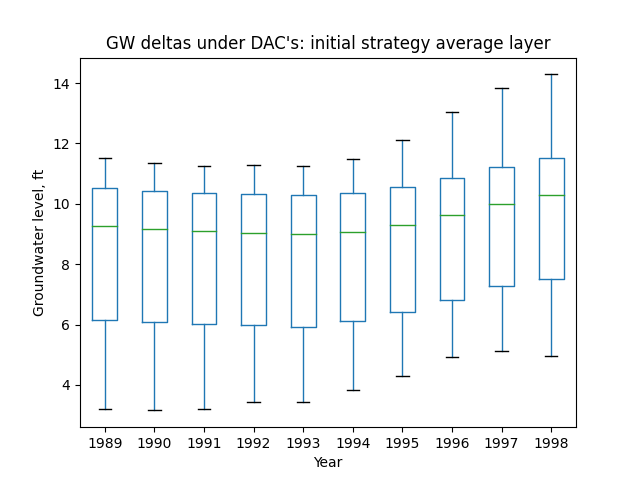 GW deltas under DAC's: initial strategy average layer
14
12
10
8
6
4
Groundwater level, ft
1989 1990 1991 1992 1993 1994 1995 1996 1997 1998
Year